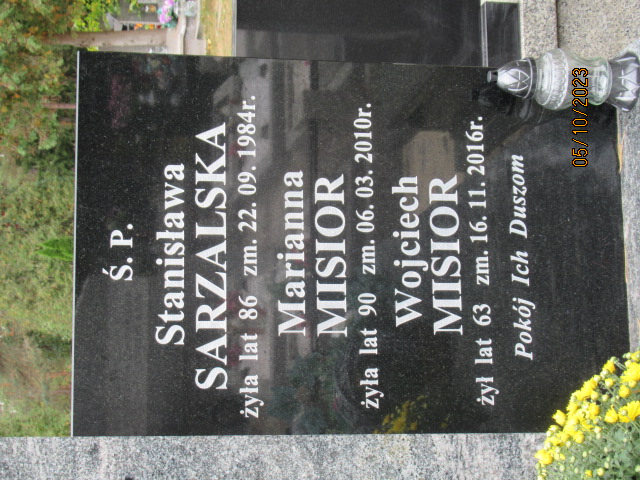 Ś. P.
Stanisława
SARZALSKA
żyła lat 86 zm. 22. 09. 1984r.
Marianna
MISIOR
żyła lat 90 zm. 06. 03. 2010r.
Wojciech
MISIOR
żył lat 63 zm. 16. 11. 2016r.
Pokój Ich Duszom
05/10/2023